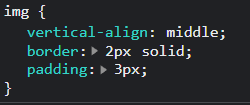 img {
vertical-align: middle;
border:▶ 2px solid;
padding:▶ 3px;
}